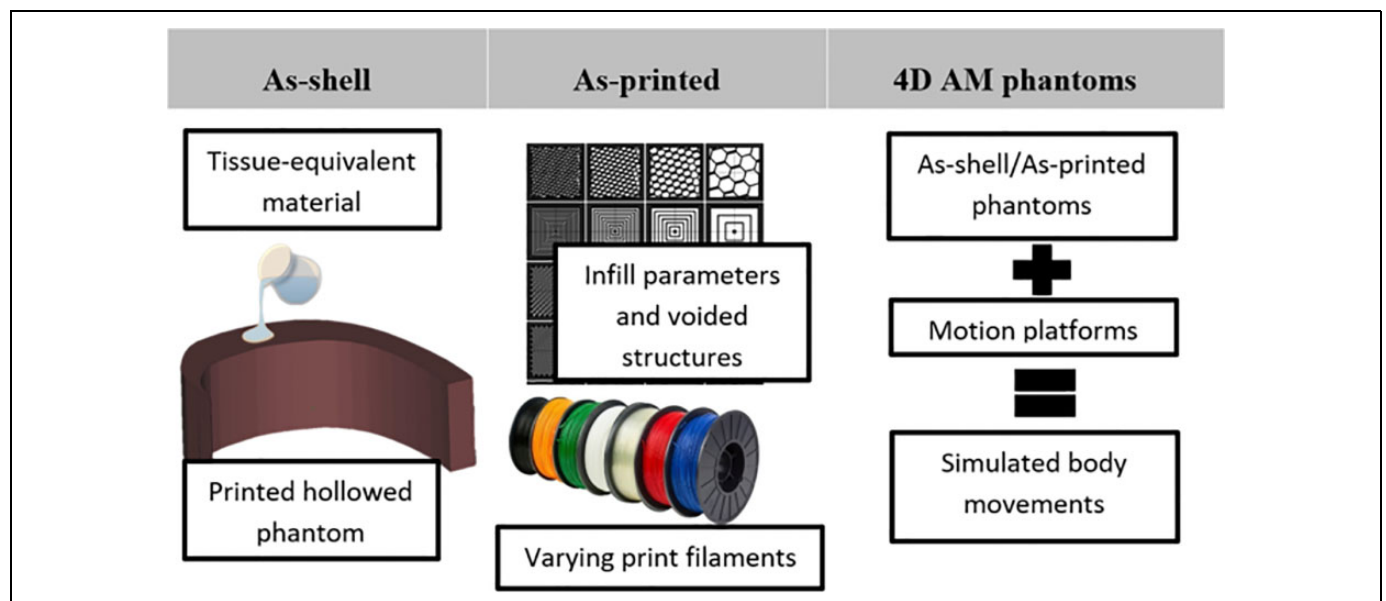 As-shell
As-printed
4D AM phantoms
Tissue-equivalent
material
Printed hollowed
phantom
Infill parameters
and voided
structures
Varying print filaments
As-shell/As-printed
phantoms
Motion platforms
Simulated body
movements